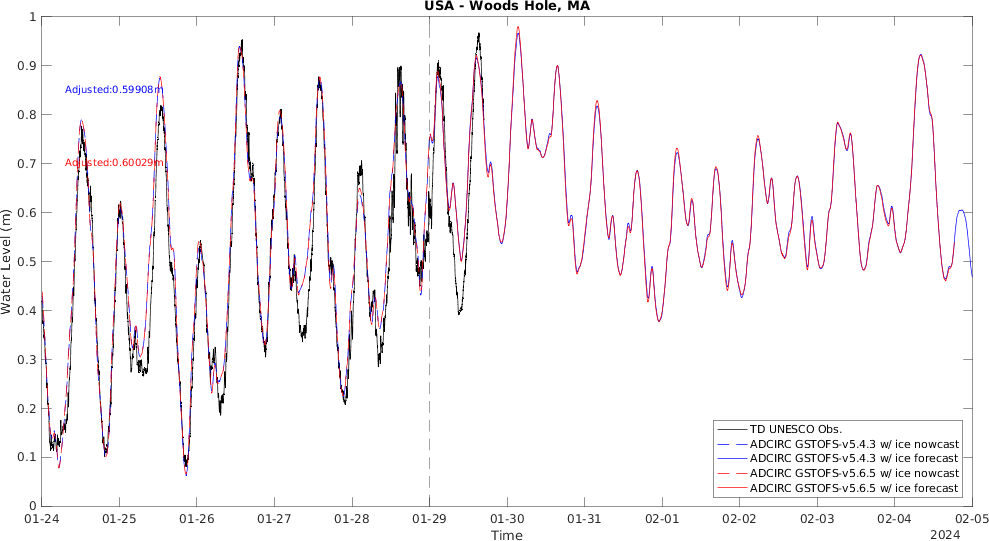 USA - Woods Hole, MA
1
0.9
0.8
0.7
0.6
0.5
0.4
0.3
0.2
0.1
0
Water Level (m)
Adjusted:0.59908m
Adjusted:0.60029m
TD UNESCO Obs.
ADCIRC GSTOFS-v5.4.3 w/ ice nowcast
ADCIRC GSTOFS-v5.4.3 w/ ice forecast
ADCIRC GSTOFS-v5.6.5 w/ ice nowcast
ADCIRC GSTOFS-v5.6.5 w/ ice forecast
01-24 01-25 01-26 01-27 01-28 01-29 01-30 01-31 02-01 02-02 02-03 02-04 02-05
Time
2024